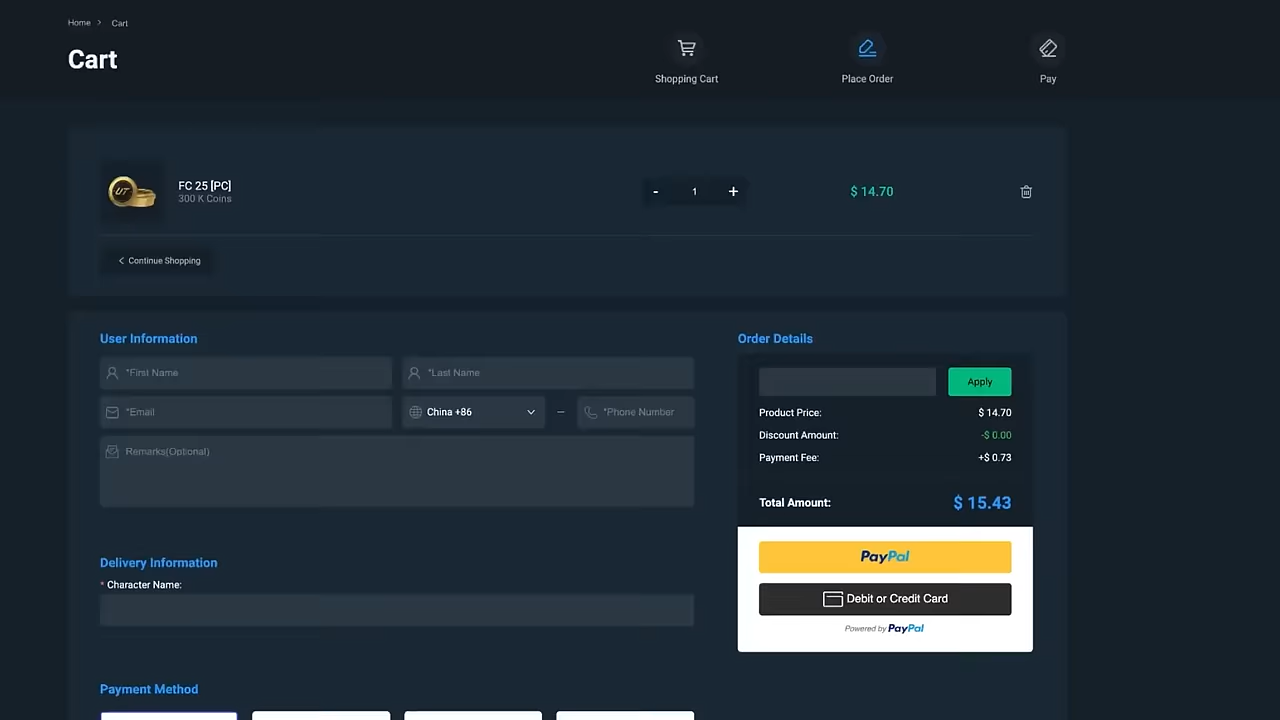 Home > Cart
Cart
Shopping Cart
Place Order
Pay
UT
FC 25 [PC]
300 K Coins
- 1 +
$ 14.70
< Continue Shopping
User Information
*First Name
*Last Name
*Email
China +86
*Phone Number
Remarks(Optional)
Delivery Information
* Character Name:
Payment Method
Order Details
Apply
Product Price: $ 14.70
Discount Amount: -$ 0.00
Payment Fee: +$ 0.73
Total Amount: $ 15.43
PayPal
Debit or Credit Card
Powered by PayPal